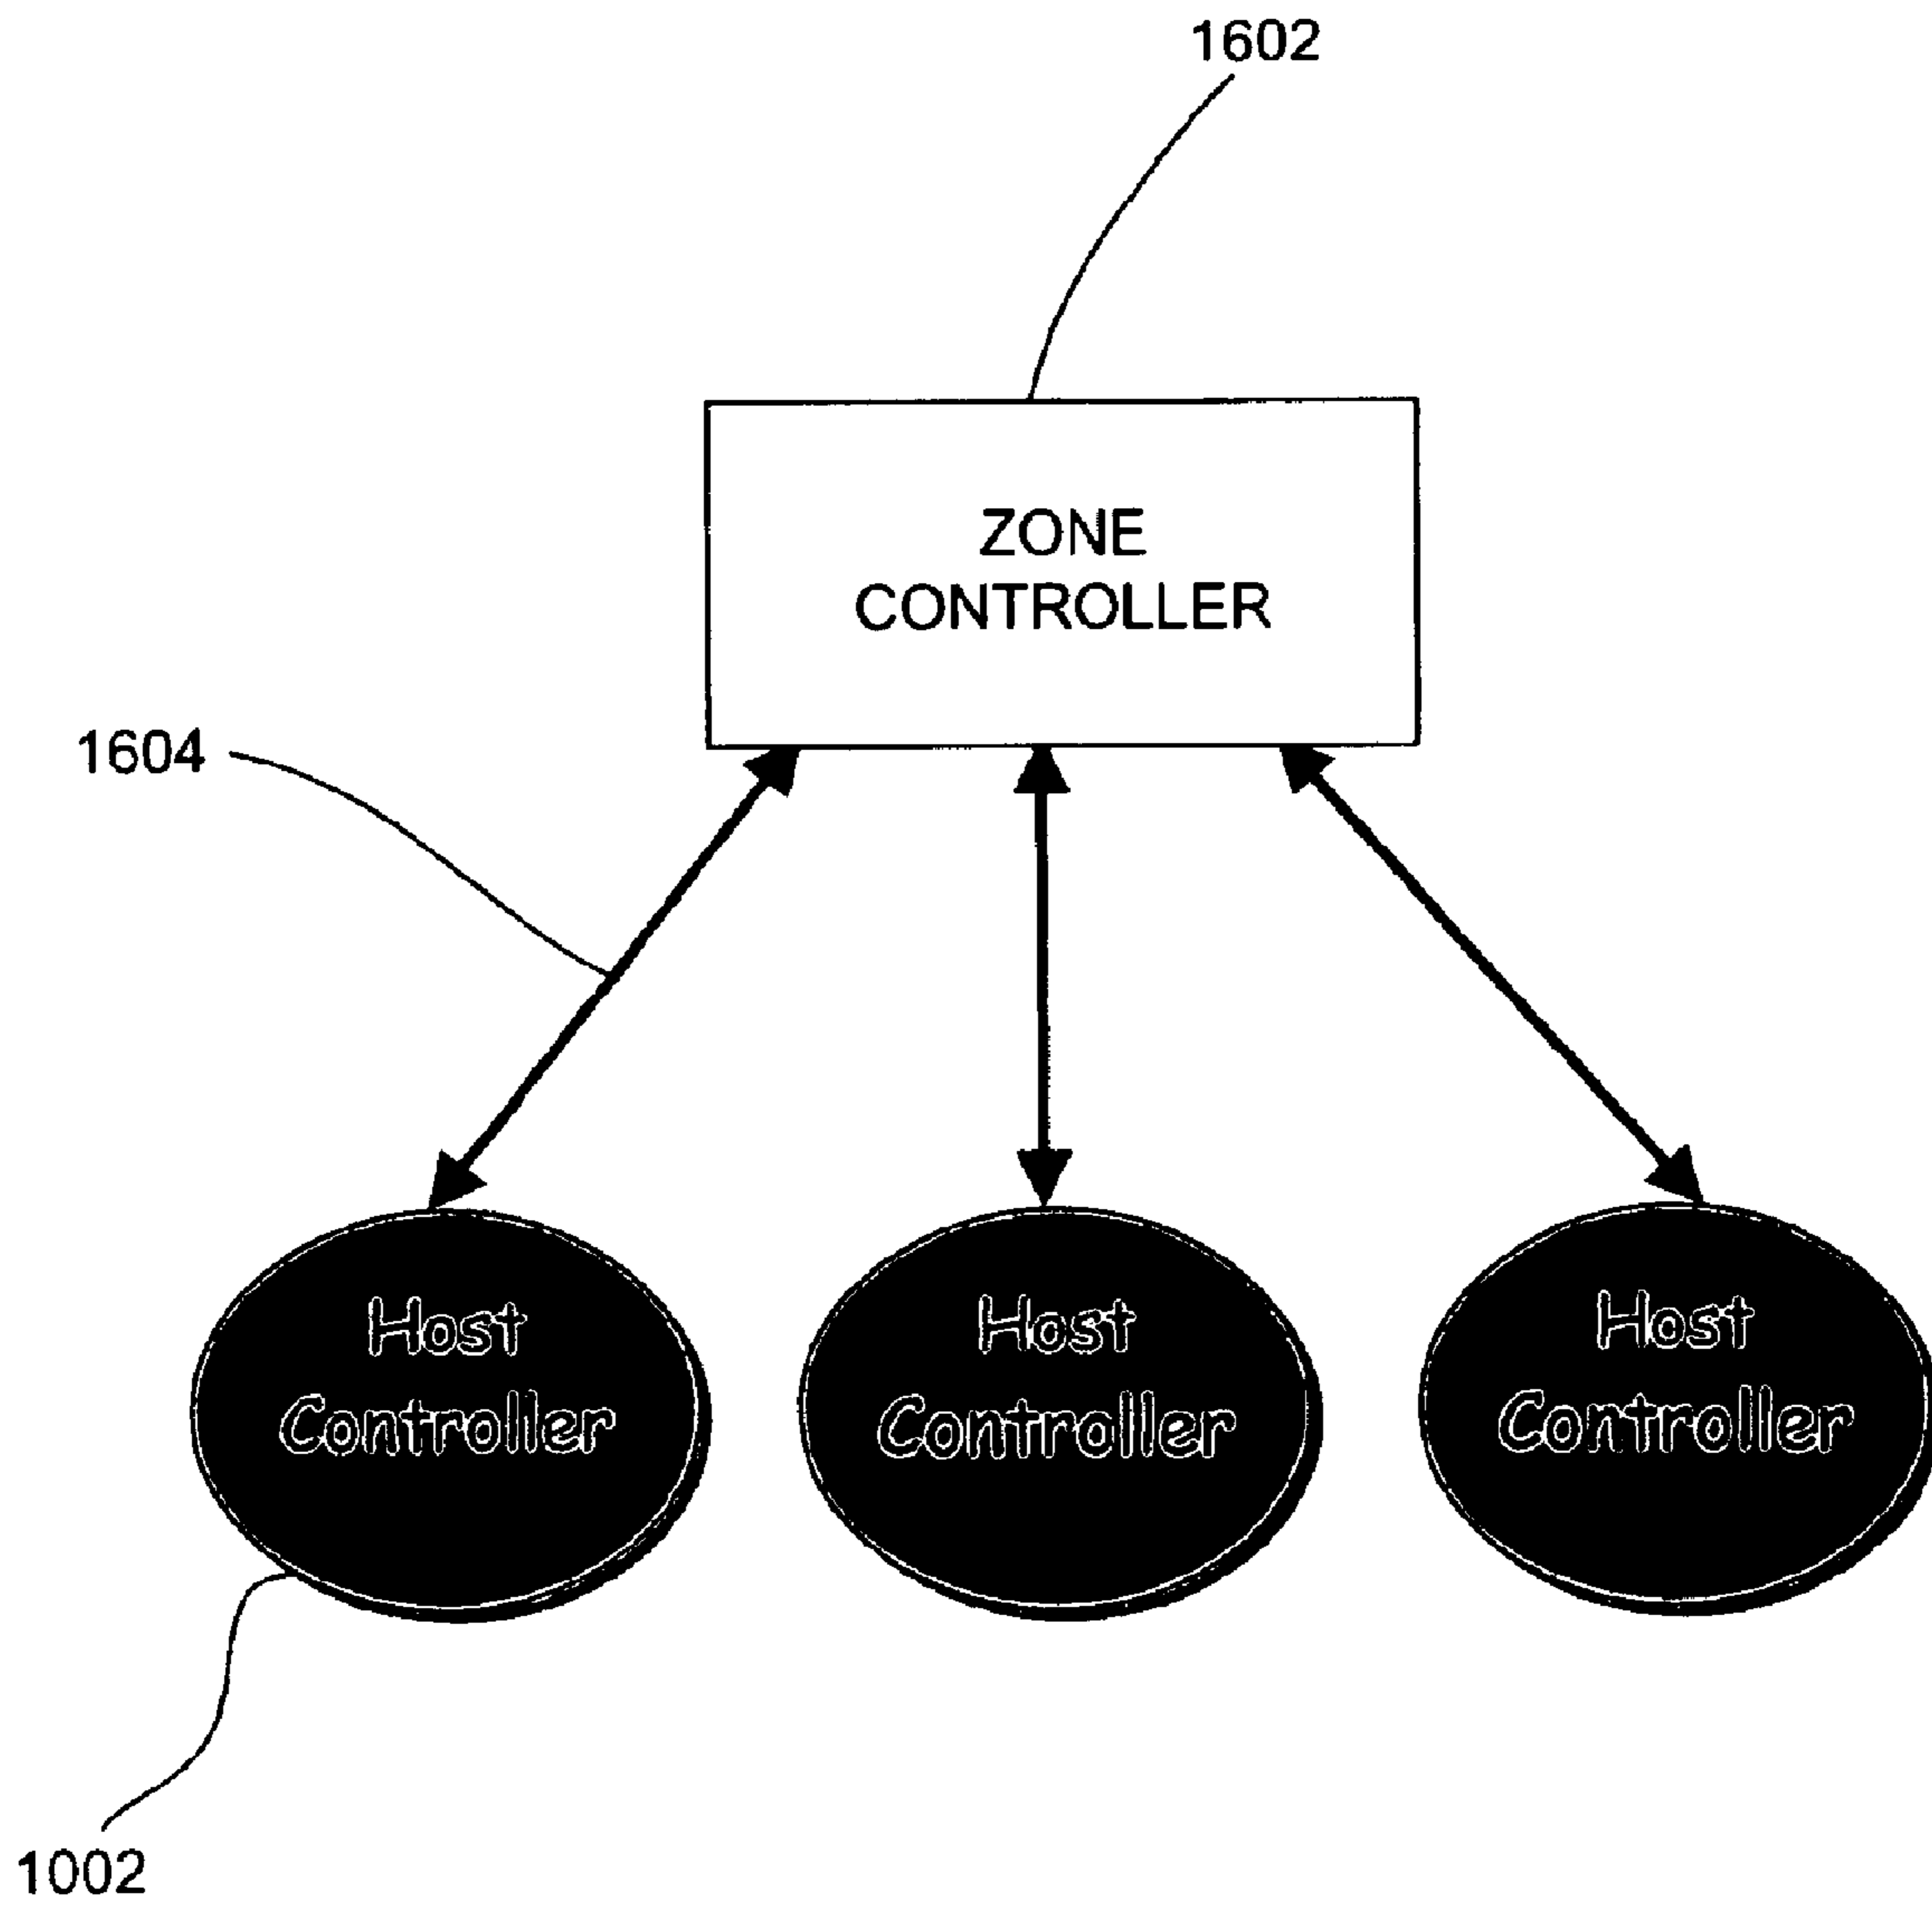 1602
ZONE
CONTROLLER
1604
Host
Controller
Host
Controller
Host
Controller
1002